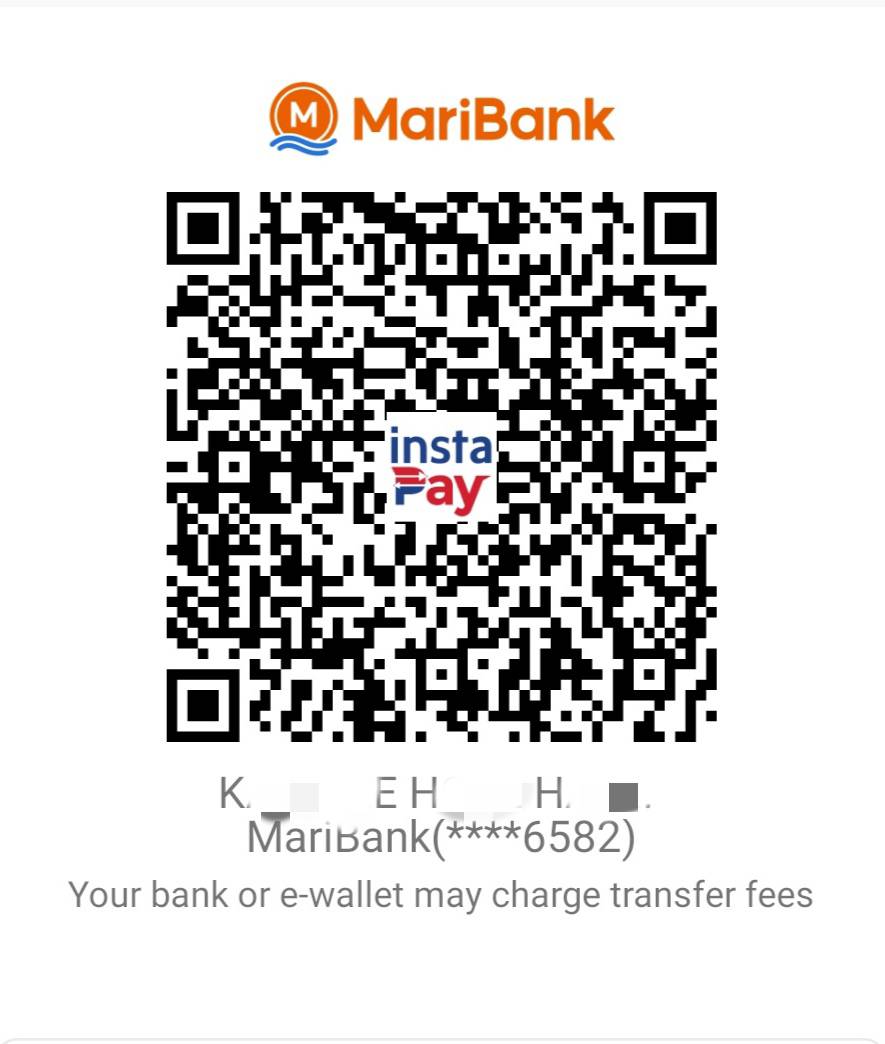 MariBank
insta
Pay
MariBank(****6582)
Your bank or e-wallet may charge transfer fees